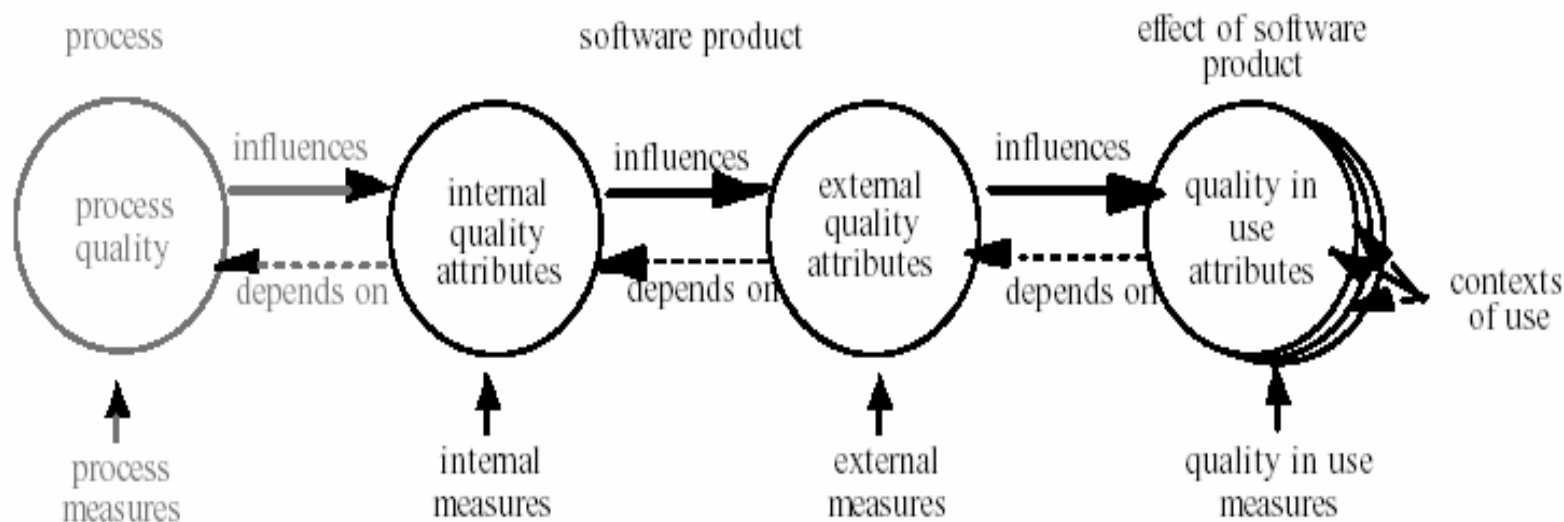 process
software product
effect of software
product
influences
influences
influences
process
quality
internal
quality
attributes
external
quality
attributes
quality in
use
attributes
depends on
depends on
depends on
contexts
of use
process
measures
internal
measures
external
measures
quality in use
measures